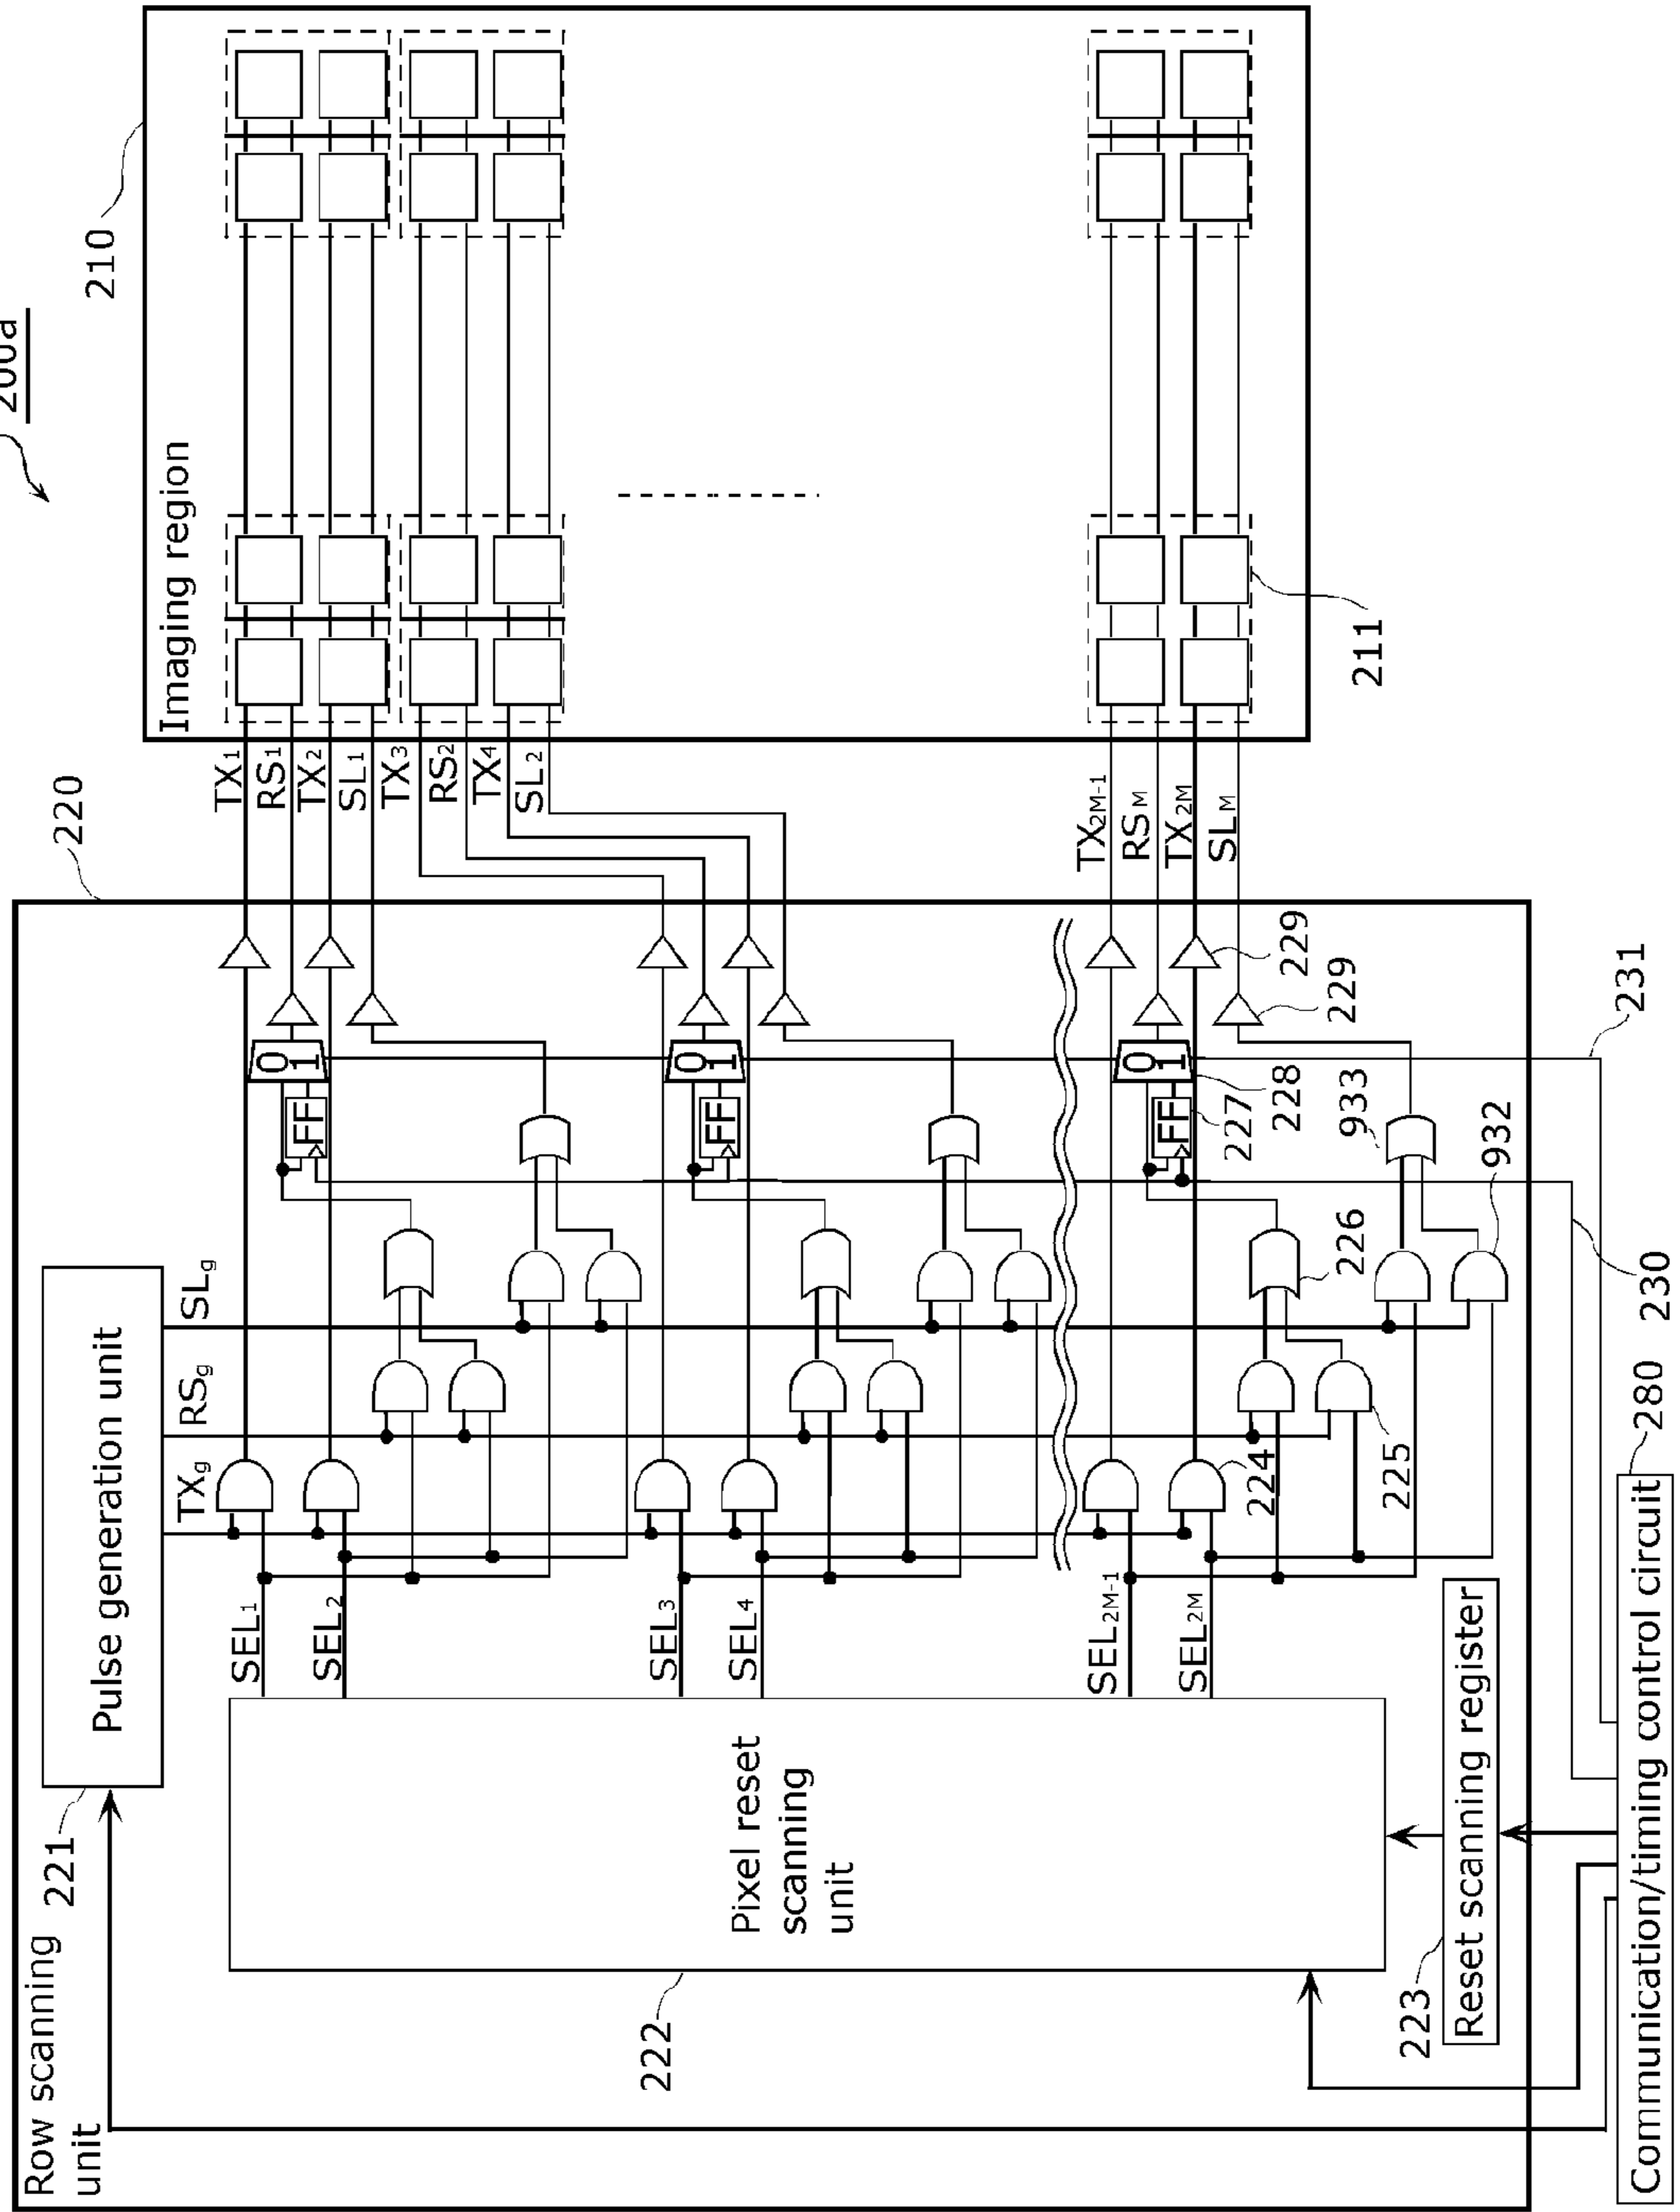 200a
210
Imaging region
211
220
Row scanning
unit
221
Pulse generation unit
TXg
RSg
SLg
222
Pixel reset
scanning
unit
SEL1
SEL2
SEL3
SEL4
SEL2M-1
SEL2M
FF
0
1
FF
0
1
FF
0
1
TX1
RS1
TX2
SL1
TX3
RS2
TX4
SL2
TX2M-1
RSM
TX2M
SLM
224
225
226
227
228
229
229
933
932
223
Reset scanning register
230
231
280
Communication/timing control circuit